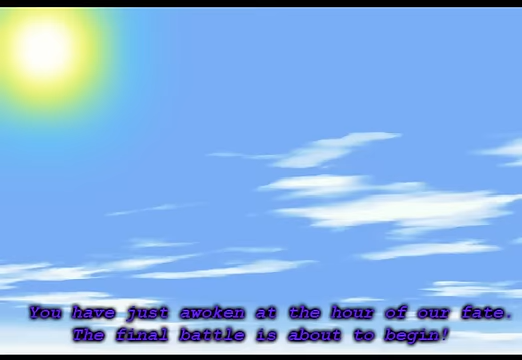 You have just awoken at the hour of our fate.
The final battle is about to begin!